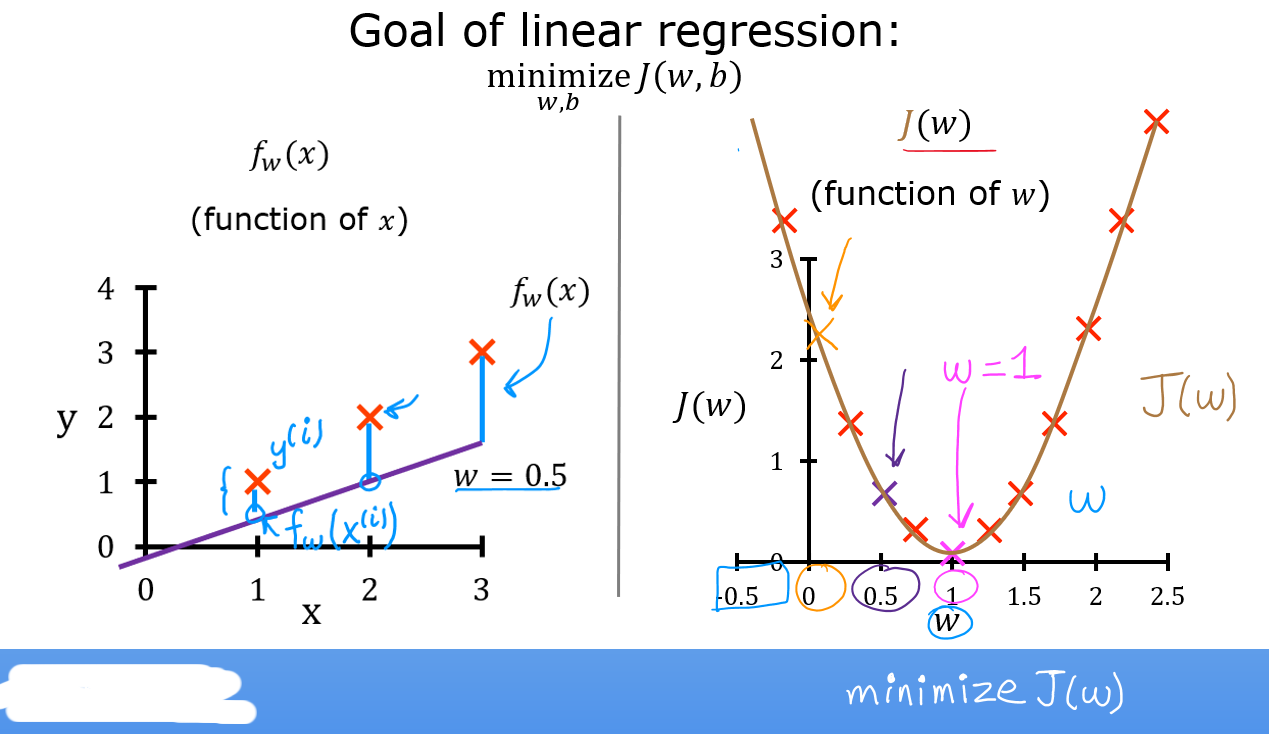 Goal of linear regression:
minimize J(w, b)
w,b
f_w(x)
(function of x)
f_w(x)
4
3
y 2
1
0
y^(i)
f_w(x^(i))
w = 0.5
0 1 2 3
x
J(w)
(function of w)
3
2
J(w)
1
0
w=1
J(w)
w
-0.5 0 0.5 1 1.5 2 2.5
w
minimize J(w)